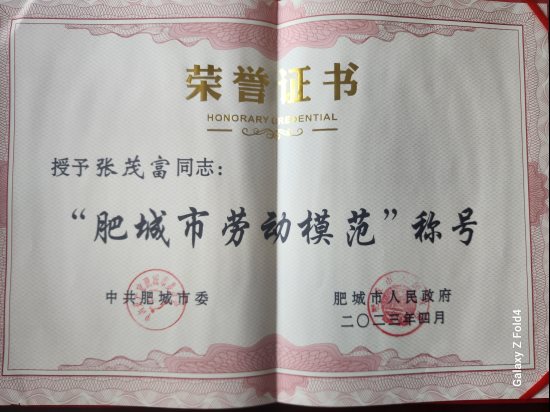 荣誉证书
HONORARY CREDENTIAL
授予张茂富同志：
“肥城市劳动模范”称号
中共肥城市委
肥城市人民政府
二〇二三年四月
Galaxy Z Fold4